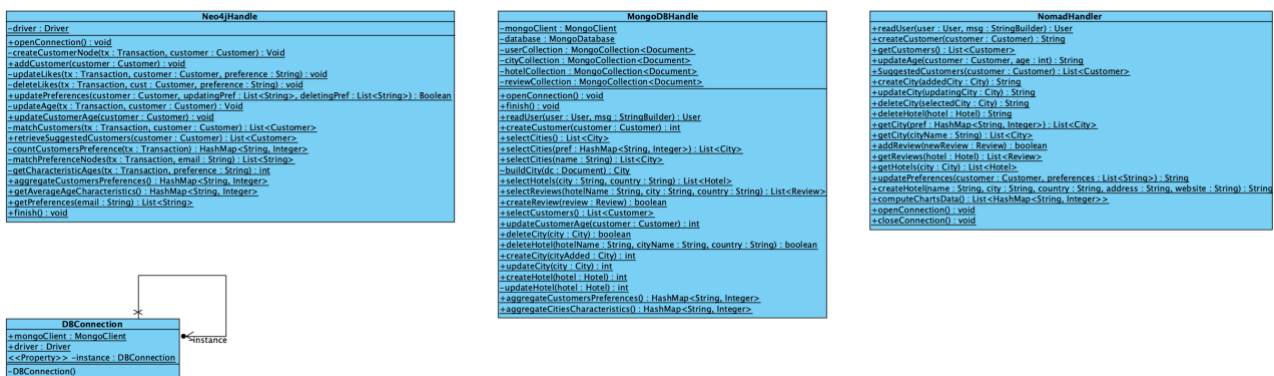 Neo4jHandle
-driver : Driver
+openConnection() : void
-createCustomerNode(tx : Transaction, customer : Customer) : Void
+addCustomer(customer : Customer) : void
-updateLikes(tx : Transaction, customer : Customer, preference : String) : void
-deleteLikes(tx : Transaction, cust : Customer, preference : String) : void
+updatePreferences(customer : Customer, updatingPref : List<String>, deletingPref : List<String>) : Boolean
-updateAge(tx : Transaction, customer : Customer) : Void
+updateCustomerAge(customer : Customer) : void
-matchCustomers(tx : Transaction, customer : Customer) : List<Customer>
+retrieveSuggestedCustomers(customer : Customer) : List<Customer>
-countCustomersPreference(tx : Transaction) : HashMap<String, Integer>
-matchPreferenceNodes(tx : Transaction, email : String) : List<String>
-getCharacteristicAges(tx : Transaction, preference : String) : int
+aggregateCustomersPreferences() : HashMap<String, Integer>
+getAverageAgeCharacteristics() : HashMap<String, Integer>
+getPreferences(email : String) : List<String>
+finish() : void
MongoDBHandle
-mongoClient : MongoClient
-database : MongoDatabase
-userCollection : MongoCollection<Document>
-cityCollection : MongoCollection<Document>
-hotelCollection : MongoCollection<Document>
-reviewCollection : MongoCollection<Document>
+openConnection() : void
+finish() : void
+readUser(user : User, msg : StringBuilder) : User
+createCustomer(customer : Customer) : int
+selectCities() : List<City>
+selectCities(pref : HashMap<String, Integer>) : List<City>
+selectCities(name : String) : List<City>
-buildCity(dc : Document) : City
+selectHotels(city : String, country : String) : List<Hotel>
+selectReviews(hotelName : String, city : String, country : String) : List<Review>
+createReview(review : Review) : boolean
+selectCustomers() : List<Customer>
+updateCustomerAge(customer : Customer) : int
+deleteCity(city : City) : boolean
+deleteHotel(hotelName : String, cityName : String, country : String) : boolean
+createCity(cityAdded : City) : int
+updateCity(city : City) : int
+createHotel(hotel : Hotel) : int
-updateHotel(hotel : Hotel) : int
+aggregateCustomersPreferences() : HashMap<String, Integer>
+aggregateCitiesCharacteristics() : HashMap<String, Integer>
NomadHandler
+readUser(user : User, msg : StringBuilder) : User
+createCustomer(customer : Customer) : String
+getCustomers() : List<Customer>
+updateAge(customer : Customer, age : int) : String
+SuggestedCustomers(customer : Customer) : List<Customer>
+createCity(addedCity : City) : String
+updateCity(updatingCity : City) : String
+deleteCity(selectedCity : City) : String
+deleteHotel(hotel : Hotel) : String
+getCity(pref : HashMap<String, Integer>) : List<City>
+getCity(cityName : String) : List<City>
+addReview(newReview : Review) : boolean
+getReviews(hotel : Hotel) : List<Review>
+getHotels(city : City) : List<Hotel>
+updatePreferences(customer : Customer, preferences : List<String>) : String
+createHotel(name : String, city : String, country : String, address : String, website : String) : String
+computeChartsData() : List<HashMap<String, Integer>>
+openConnection() : void
+closeConnection() : void
DBConnection
+mongoClient : MongoClient
+driver : Driver
<<Property>> -instance : DBConnection
-DBConnection()
-instance